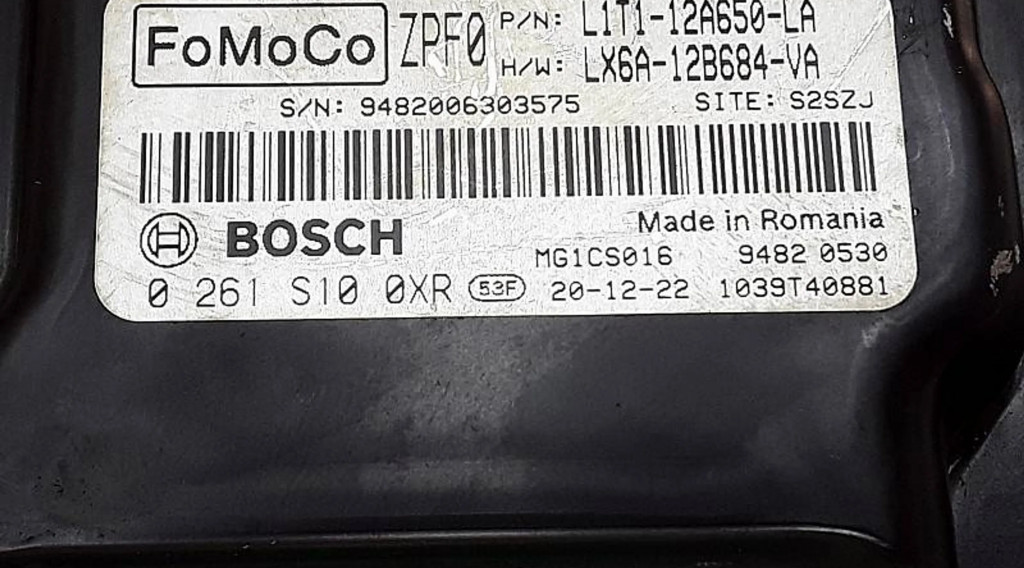 FoMoCo ZPF0 P/N: L1T1-12A650-LA
H/W: LX6A-12B684-VA
S/N: 9482006303575 SITE: S2SZJ
BOSCH Made in Romania
MG1CS016 9482 0530
0 261 S10 0XR 53F 20-12-22 1039T40881